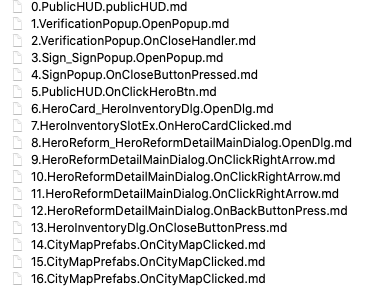 0.PublicHUD.publicHUD.md
1.VerificationPopup.OpenPopup.md
2.VerificationPopup.OnCloseHandler.md
3.Sign_SignPopup.openPopup.md
4.SignPopup.OnCloseButtonPressed.md
5.PublicHUD.OnClickHeroBtn.md
6.HeroCard_HeroInventoryDlg.OpenDlg.md
7.HeroInventorySlotEx.OnHeroCardClicked.md
8.HeroReform_HeroReformDetailMainDialog.OpenDlg.md
9.HeroReformDetailMainDialog.OnClickRightArrow.md
10.HeroReformDetailMainDialog.OnClickRightArrow.md
11.HeroReformDetailMainDialog.OnClickRightArrow.md
12.HeroReformDetailMainDialog.OnBackButtonPress.md
13.HeroInventoryDlg.OnCloseButtonPress.md
14.CityMapPrefabs.OnCityMapClicked.md
15.CityMapPrefabs.OnCityMapClicked.md
16.CityMapPrefabs.OnCityMapClicked.md